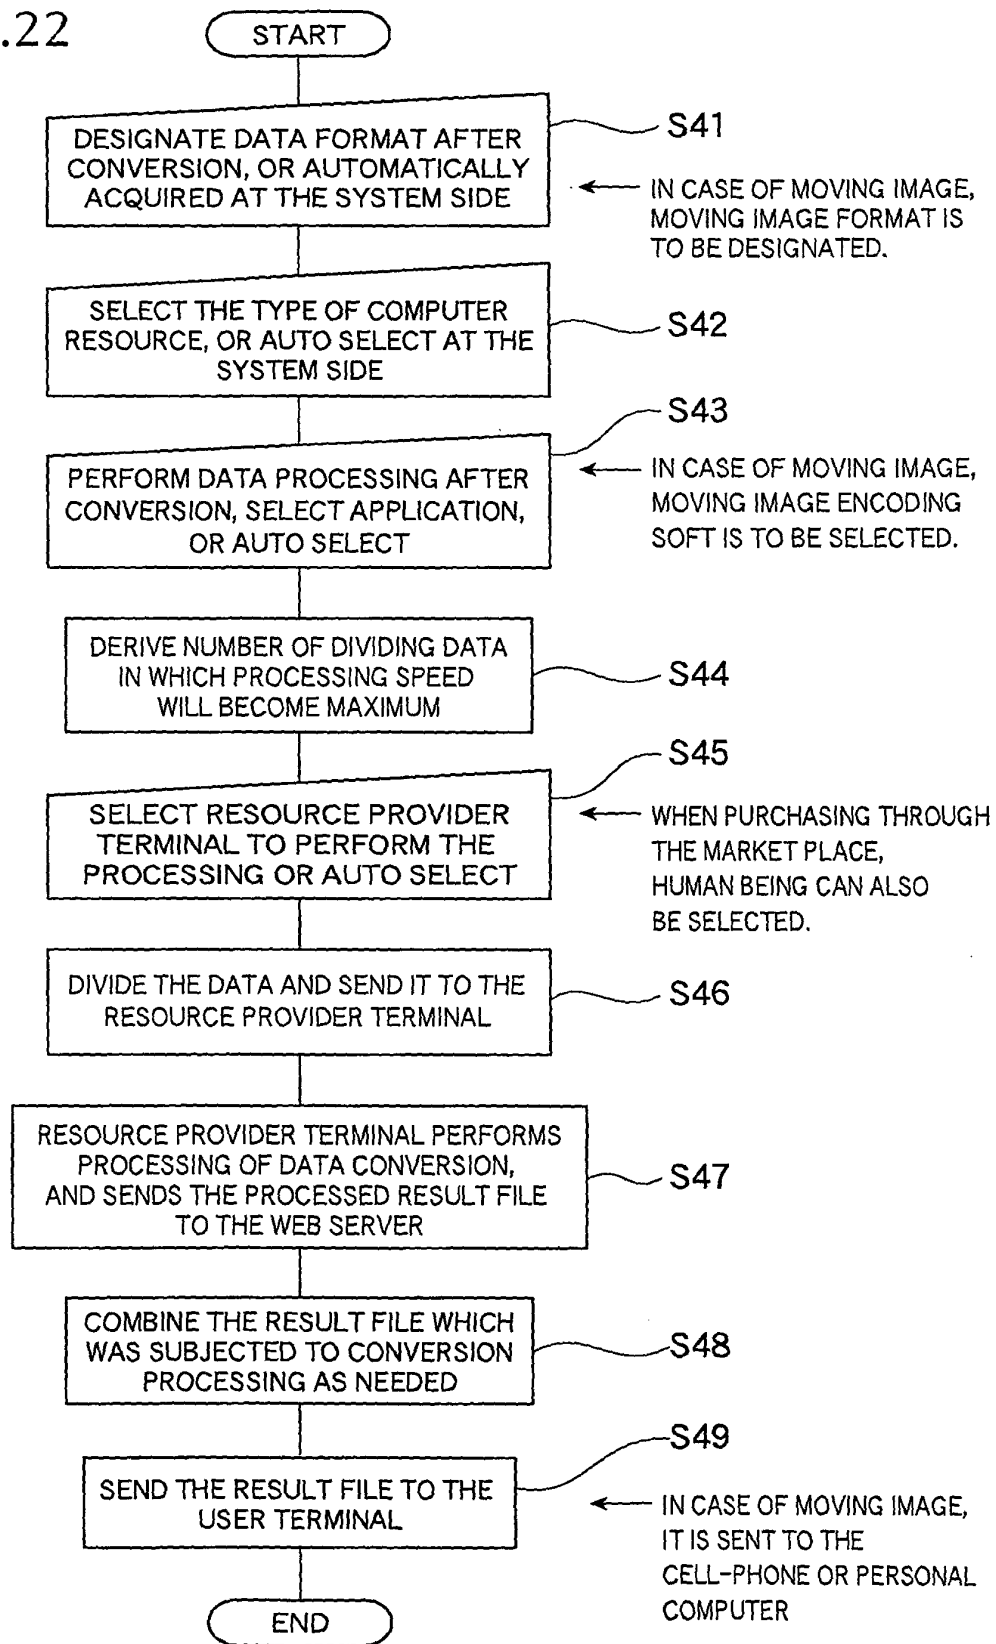 .22
START
S41
DESIGNATE DATA FORMAT AFTER
CONVERSION, OR AUTOMATICALLY
ACQUIRED AT THE SYSTEM SIDE
IN CASE OF MOVING IMAGE,
MOVING IMAGE FORMAT IS
TO BE DESIGNATED.
S42
SELECT THE TYPE OF COMPUTER
RESOURCE, OR AUTO SELECT AT THE
SYSTEM SIDE
S43
PERFORM DATA PROCESSING AFTER
CONVERSION, SELECT APPLICATION,
OR AUTO SELECT
IN CASE OF MOVING IMAGE,
MOVING IMAGE ENCODING
SOFT IS TO BE SELECTED.
DERIVE NUMBER OF DIVIDING DATA
IN WHICH PROCESSING SPEED
WILL BECOME MAXIMUM
S44
S45
SELECT RESOURCE PROVIDER
TERMINAL TO PERFORM THE
PROCESSING OR AUTO SELECT
WHEN PURCHASING THROUGH
THE MARKET PLACE,
HUMAN BEING CAN ALSO
BE SELECTED.
DIVIDE THE DATA AND SEND IT TO THE
RESOURCE PROVIDER TERMINAL
S46
RESOURCE PROVIDER TERMINAL PERFORMS
PROCESSING OF DATA CONVERSION,
AND SENDS THE PROCESSED RESULT FILE
TO THE WEB SERVER
S47
COMBINE THE RESULT FILE WHICH
WAS SUBJECTED TO CONVERSION
PROCESSING AS NEEDED
S48
S49
SEND THE RESULT FILE TO THE
USER TERMINAL
IN CASE OF MOVING IMAGE,
IT IS SENT TO THE
CELL-PHONE OR PERSONAL
COMPUTER
END